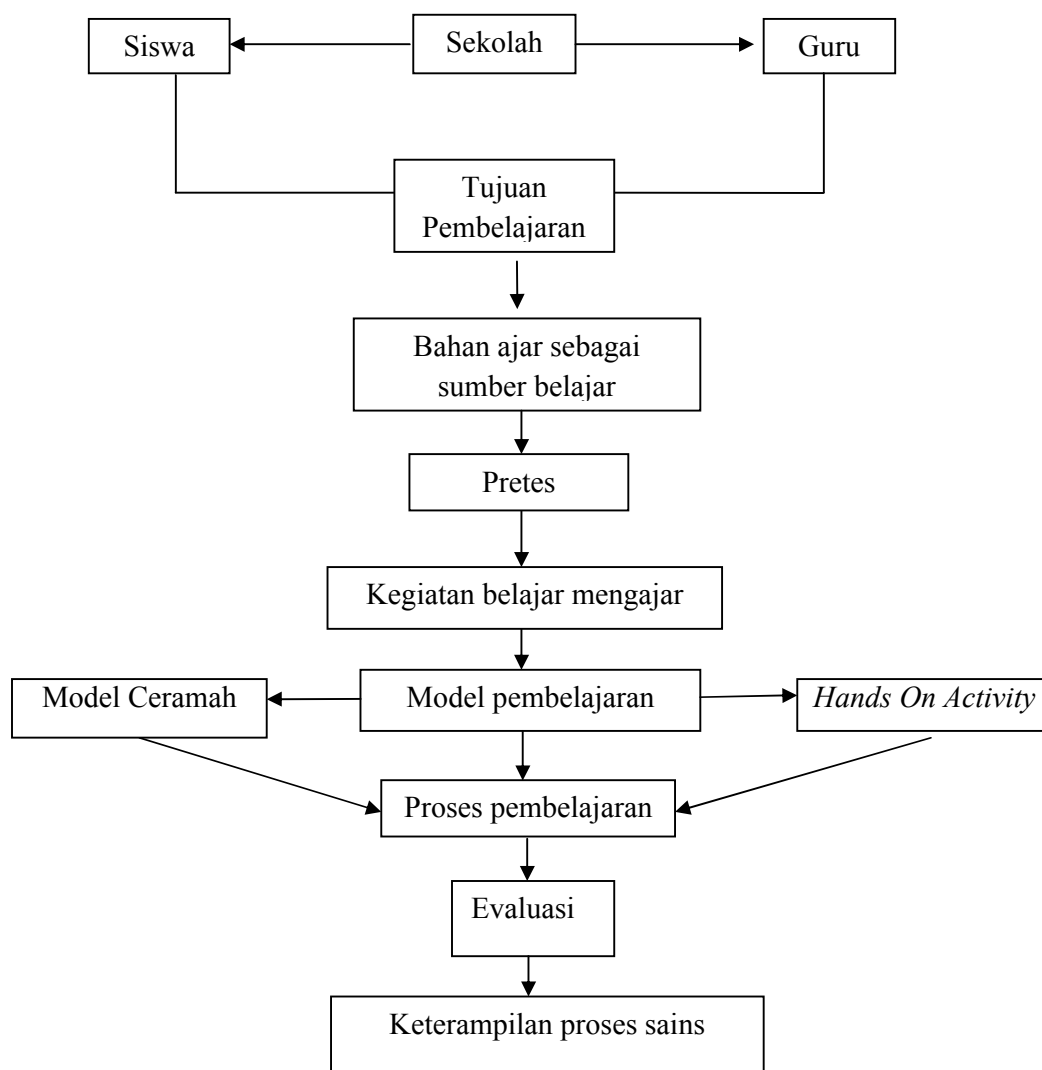 Siswa
Sekolah
Guru
Tujuan
Pembelajaran
Bahan ajar sebagai
sumber belajar
Pretes
Kegiatan belajar mengajar
Model Ceramah
Model pembelajaran
Hands On Activity
Proses pembelajaran
Evaluasi
Keterampilan proses sains